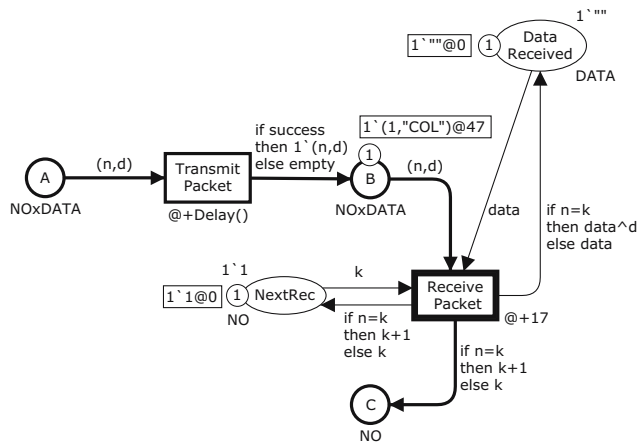 1`""
1`""@0
1
Data
Received
DATA
if success
then 1`(n,d)
else empty
1`(1,"COL")@47
1
A
(n,d)
Transmit
Packet
B
(n,d)
NOxDATA
@+Delay()
NOxDATA
data
if n=k
then data^d
else data
1`1
1`1@0
1
NextRec
NO
k
Receive
Packet
@+17
if n=k
then k+1
else k
if n=k
then k+1
else k
C
NO